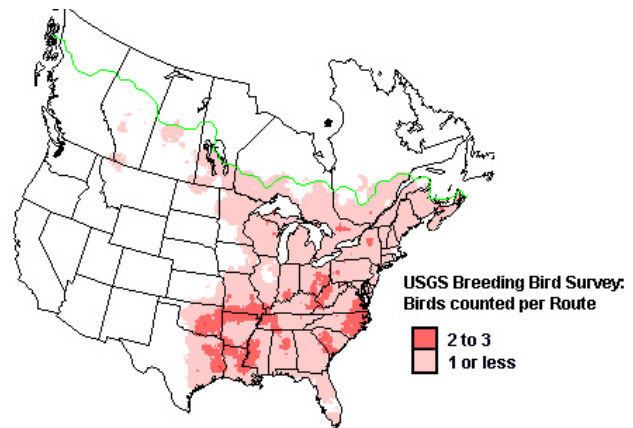 USGS Breeding Bird Survey:
Birds counted per Route
2 to 3
1 or less